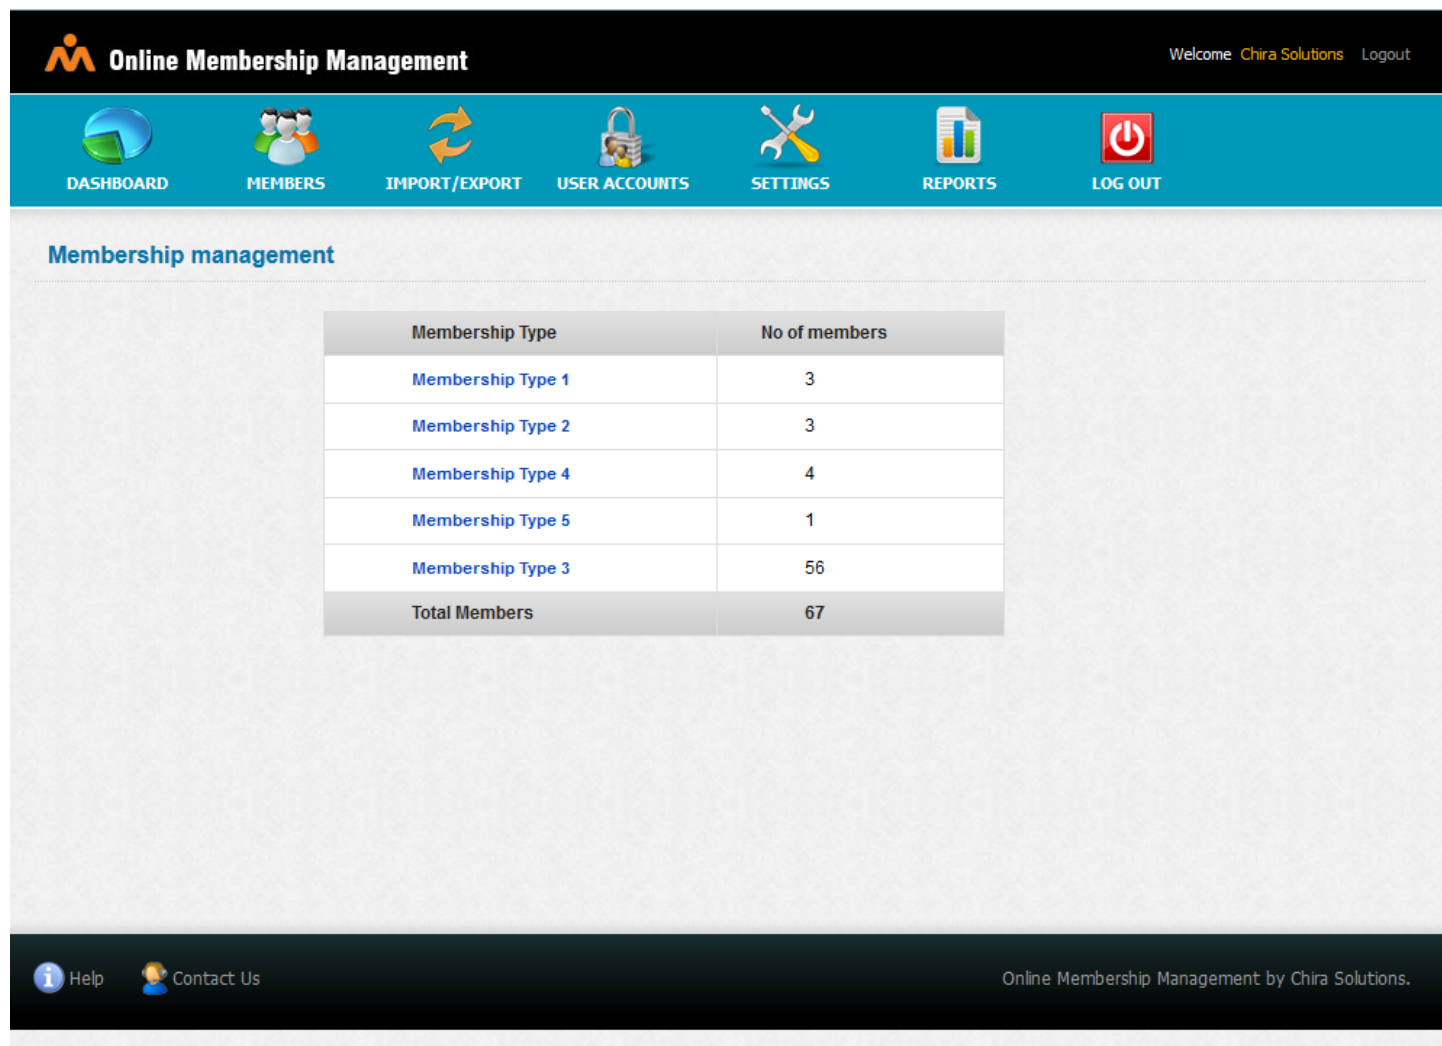 Online Membership Management
Welcome Chira Solutions Logout
DASHBOARD MEMBERS IMPORT/EXPORT USER ACCOUNTS SETTINGS REPORTS LOG OUT
Membership management
Membership Type No of members
Membership Type 1 3
Membership Type 2 3
Membership Type 4 4
Membership Type 5 1
Membership Type 3 56
Total Members 67
Help Contact Us Online Membership Management by Chira Solutions.